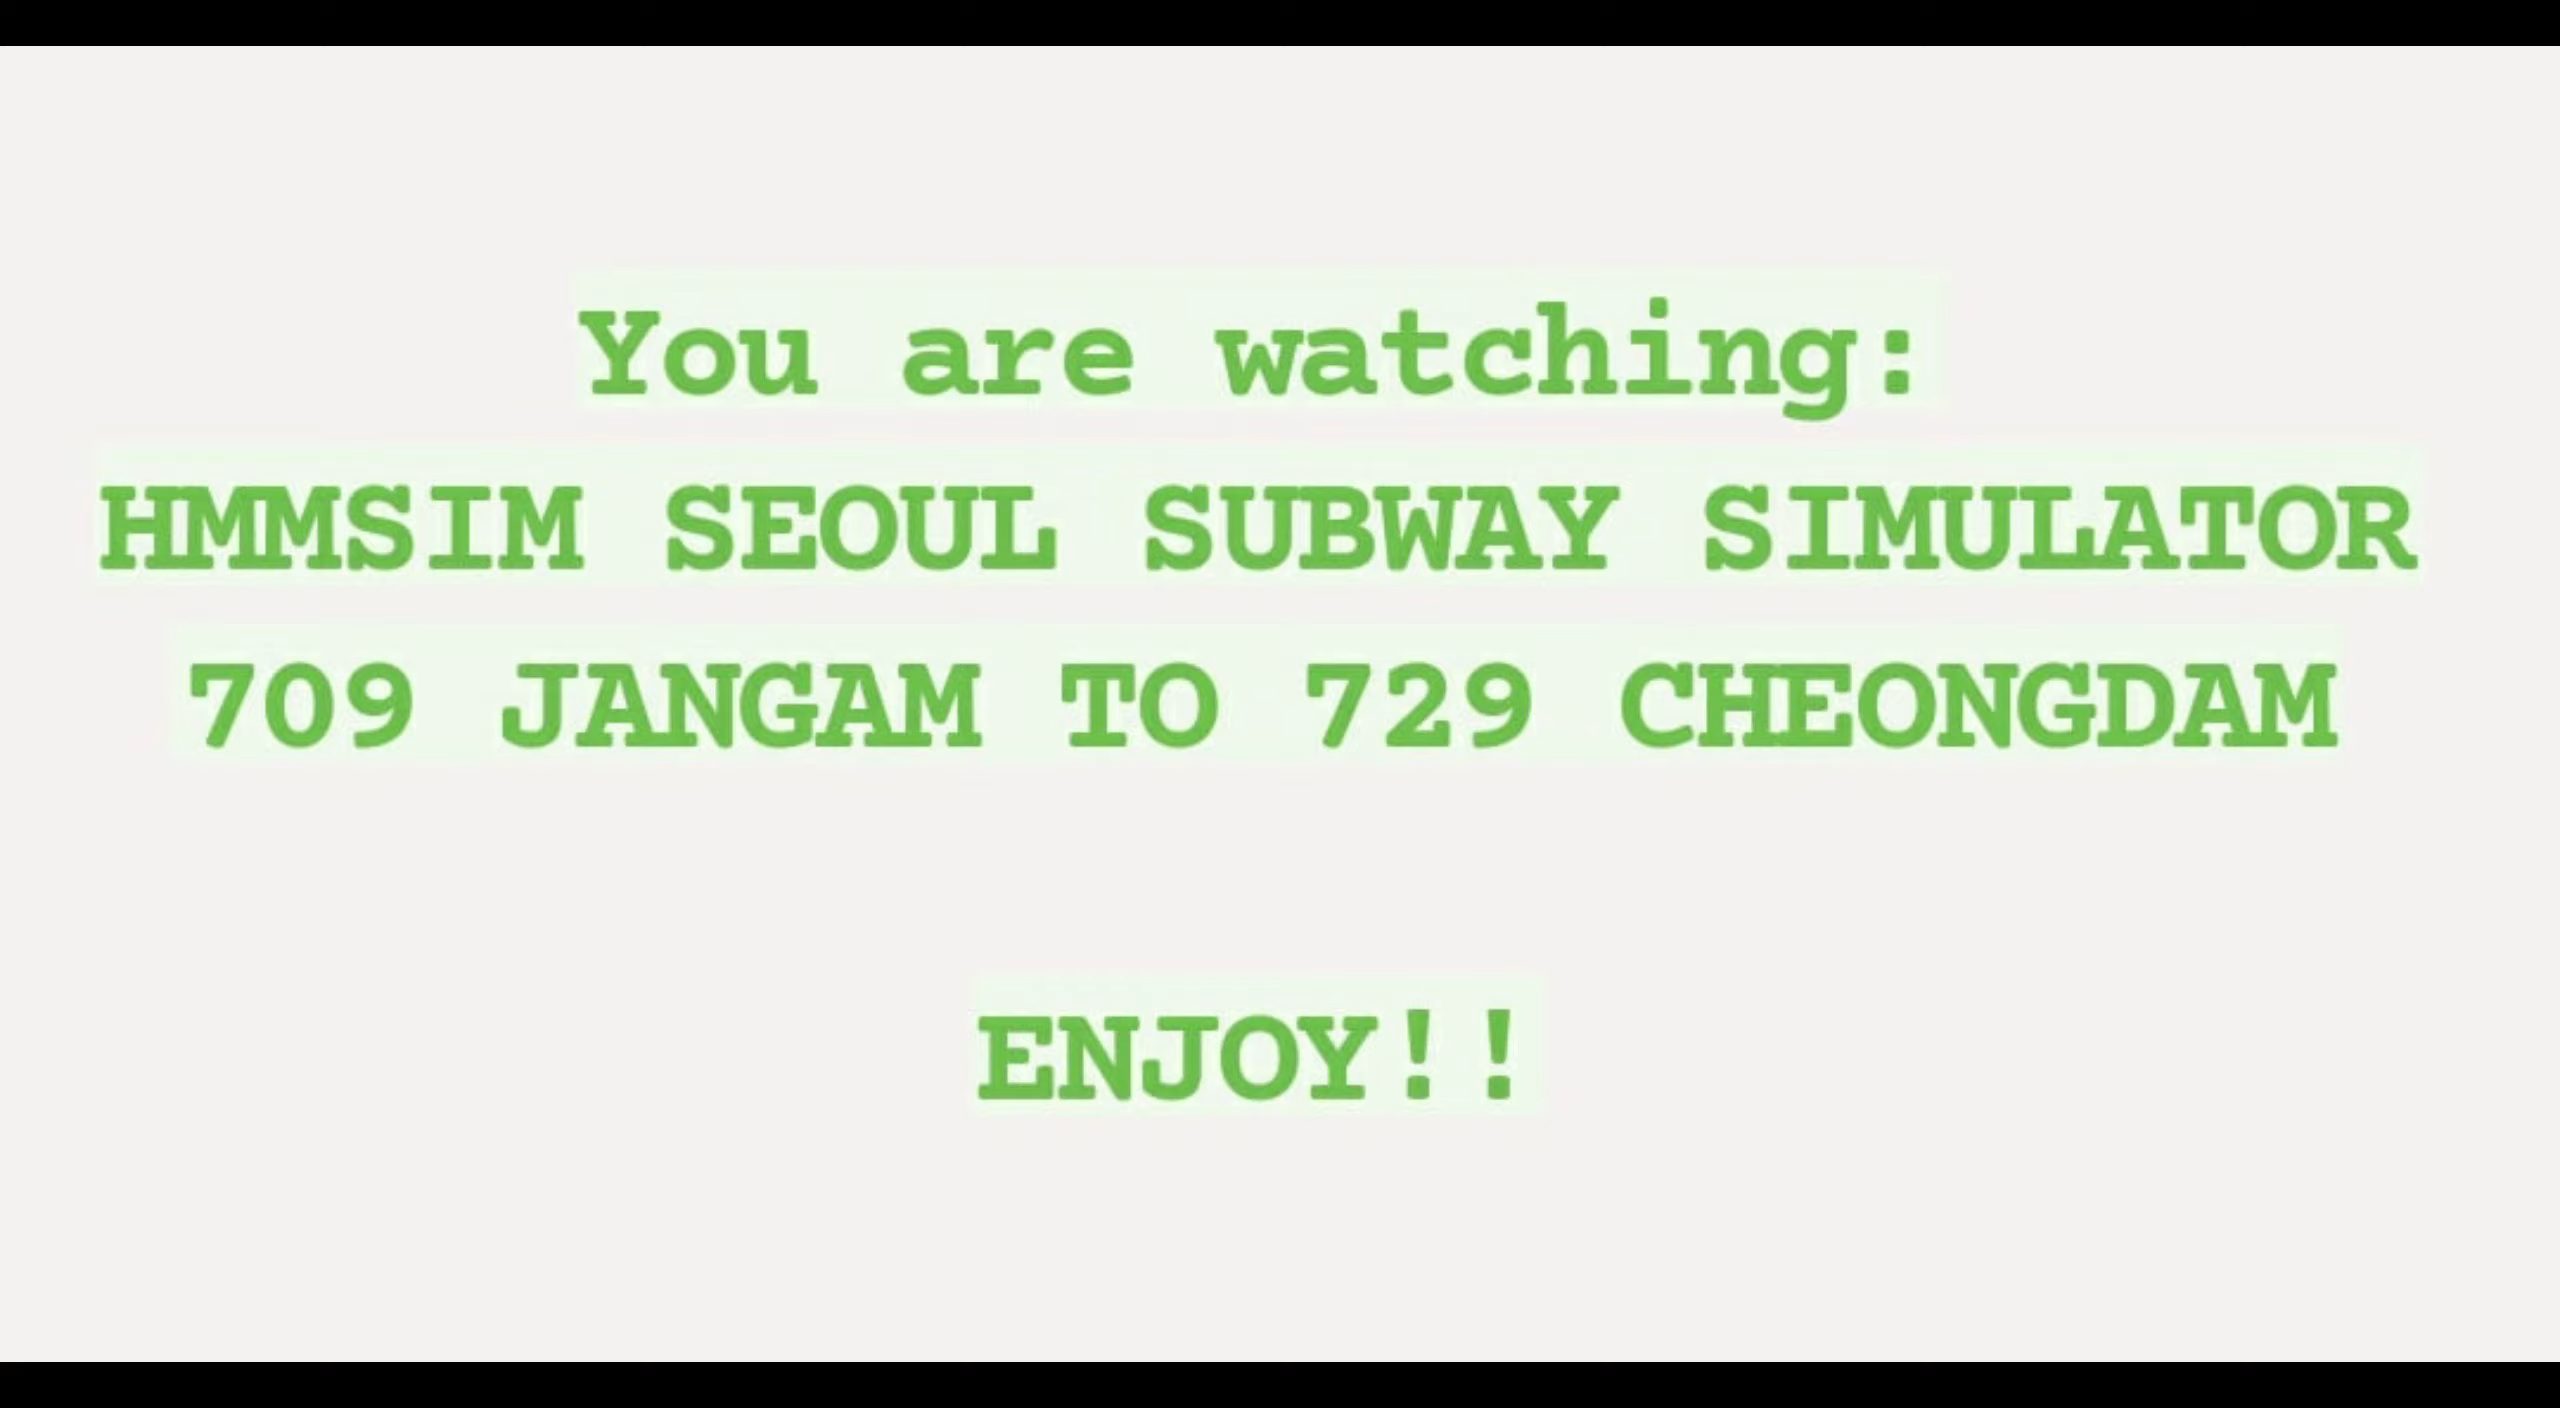 You are watching:
HMMSIM SEOUL SUBWAY SIMULATOR
709 JANGAM TO 729 CHEONGDAM
ENJOY!!